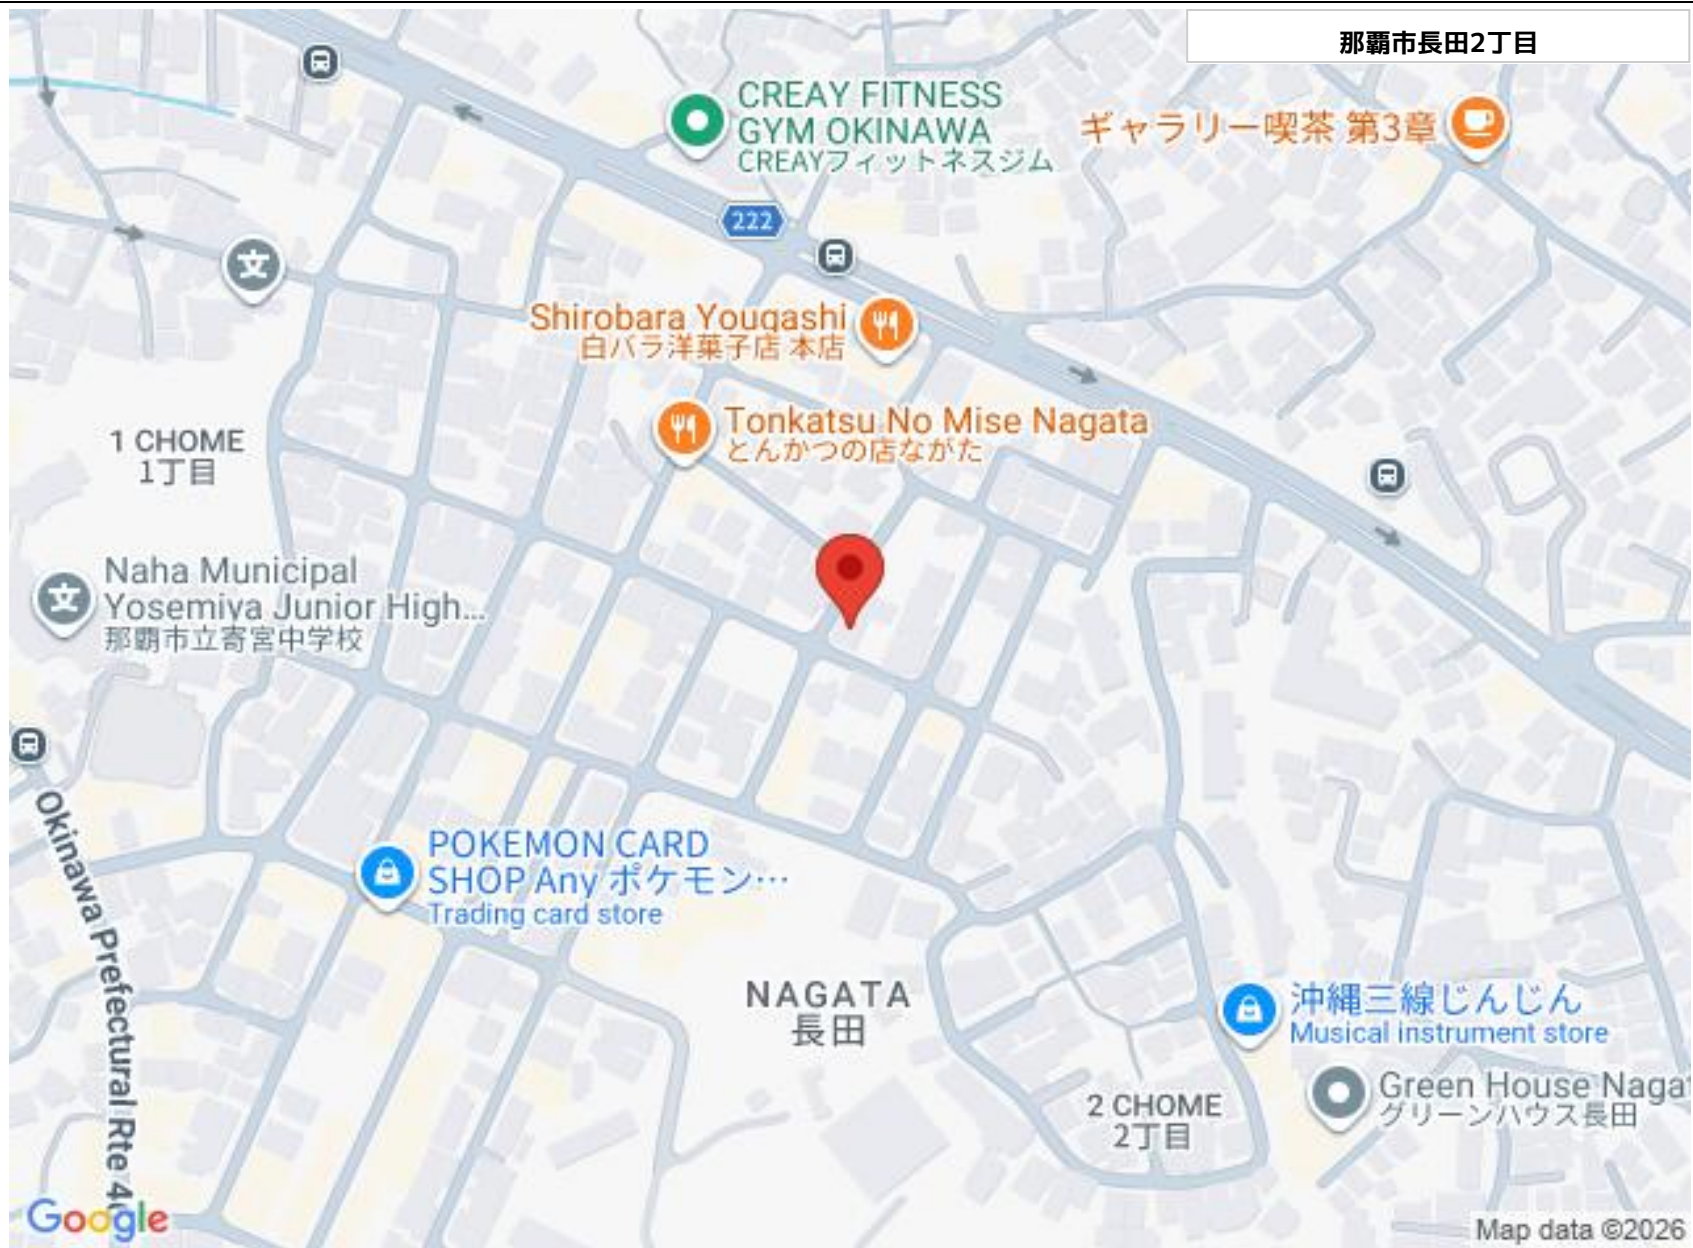 那覇市長田2丁目
CREAY FITNESS
GYM OKINAWA
CREAYフィットネスジム
ギャラリー喫茶 第3章
222
文
Shirobara Yougashi
白バラ洋菓子店 本店
Tonkatsu No Mise Nagata
とんかつの店ながた
1 CHOME
1丁目
文
Naha Municipal
Yosemiya Junior High...
那覇市立寄宮中学校
POKEMON CARD
SHOP Any ポケモン…
Trading card store
Okinawa Prefectural Rte 4
NAGATA
長田
沖縄三線じんじん
Musical instrument store
Green House Nagat
グリーンハウス長田
2 CHOME
2丁目
Google
Map data ©2026